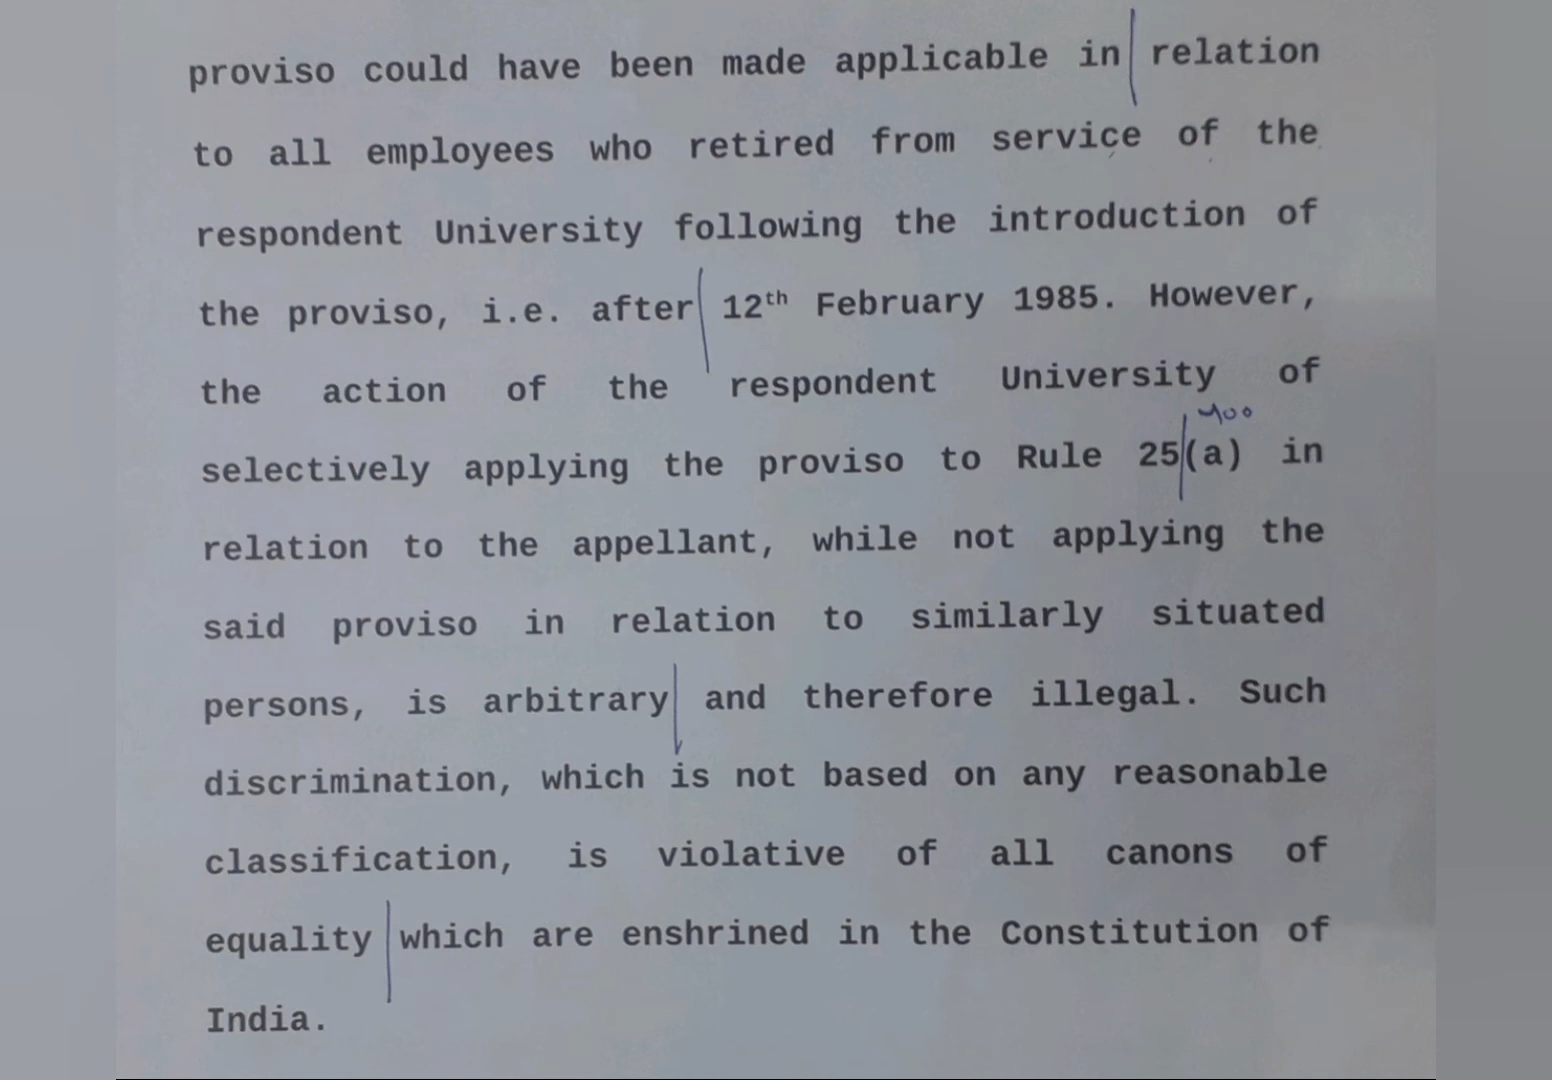 proviso could have been made applicable in relation
to all employees who retired from service of the
respondent University following the introduction of
the proviso, i.e. after 12th February 1985. However,
the action of the respondent University of
400
selectively applying the proviso to Rule 25(a) in
relation to the appellant, while not applying the
said proviso in relation to similarly situated
persons, is arbitrary and therefore illegal. Such
discrimination, which is not based on any reasonable
classification, is violative of all canons of
equality which are enshrined in the Constitution of
India.